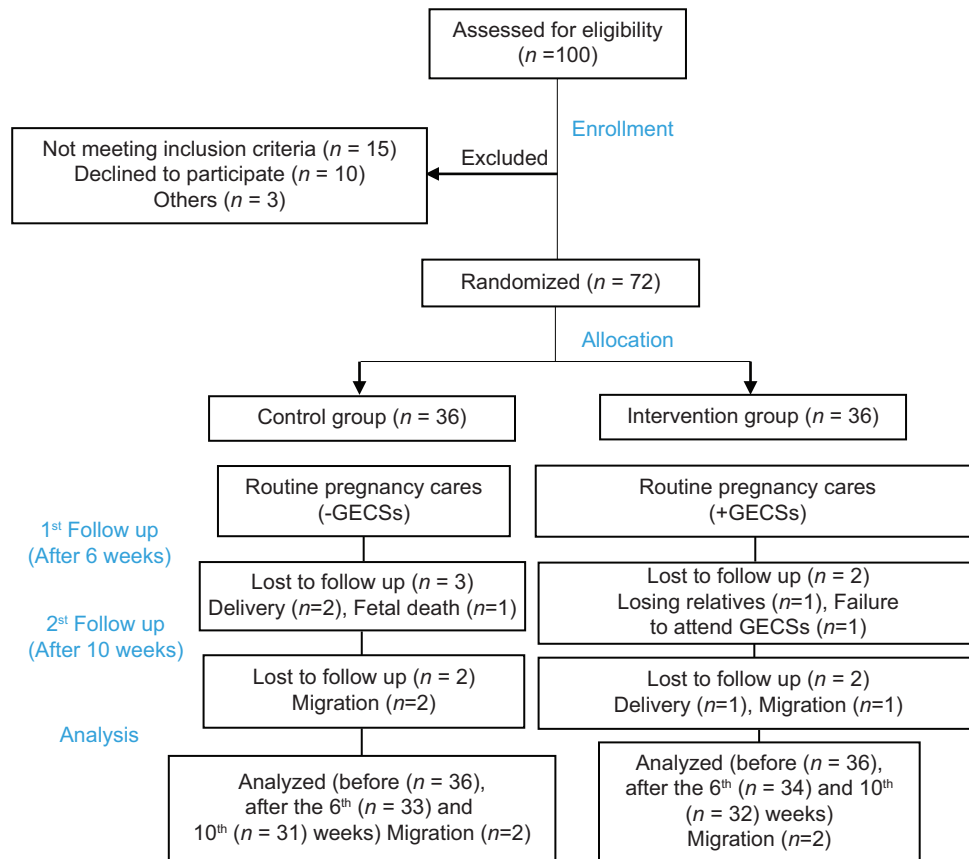 Assessed for eligibility
(n =100)
Enrollment
Not meeting inclusion criteria (n = 15)
Declined to participate (n = 10)
Others (n = 3)
Excluded
Randomized (n = 72)
Allocation
Control group (n = 36)
Intervention group (n = 36)
Routine pregnancy cares
(-GECSs)
Routine pregnancy cares
(+GECSs)
1st Follow up
(After 6 weeks)
Lost to follow up (n = 3)
Delivery (n=2), Fetal death (n=1)
Lost to follow up (n = 2)
Losing relatives (n=1), Failure
to attend GECSs (n=1)
2st Follow up
(After 10 weeks)
Lost to follow up (n = 2)
Migration (n=2)
Lost to follow up (n = 2)
Delivery (n=1), Migration (n=1)
Analysis
Analyzed (before (n = 36),
after the 6th (n = 33) and
10th (n = 31) weeks) Migration (n=2)
Analyzed (before (n = 36),
after the 6th (n = 34) and 10th
(n = 32) weeks)
Migration (n=2)